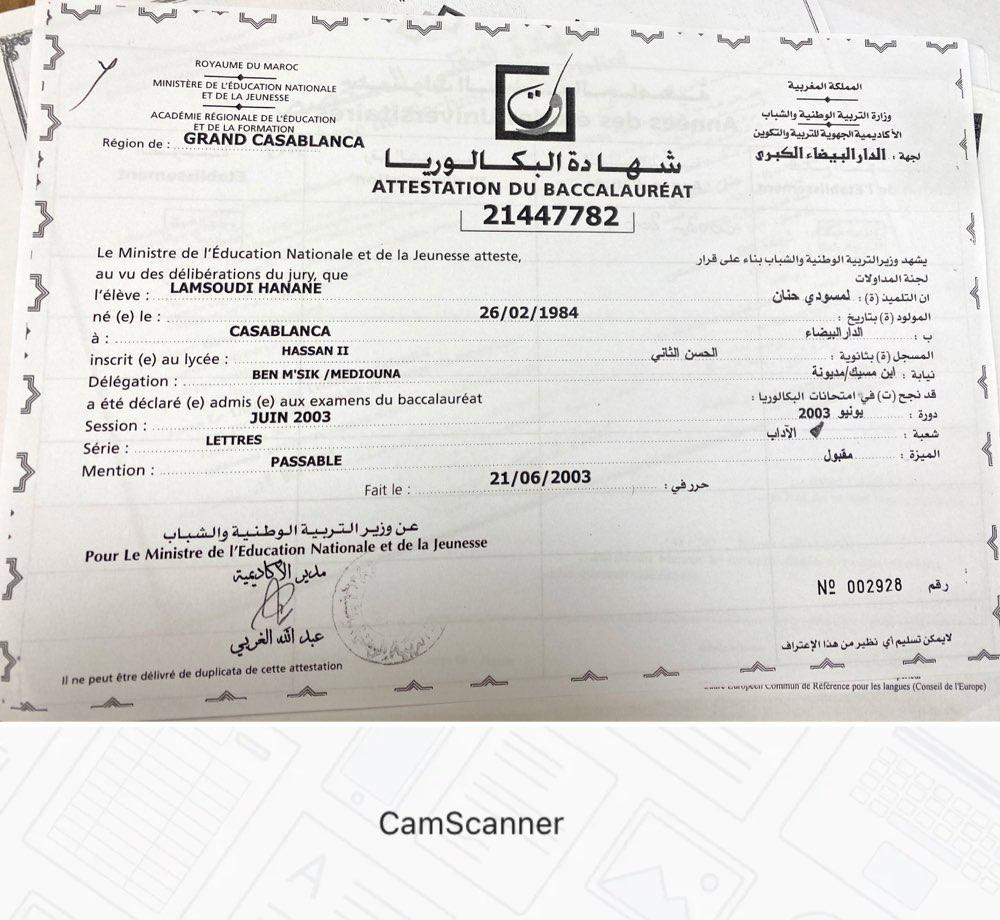 ROYAUME DU MAROC
MINISTÈRE DE L'ÉDUCATION NATIONALE
ET DE LA JEUNESSE
ACADÉMIE RÉGIONALE DE L'ÉDUCATION
ET DE LA FORMATION
Région de : GRAND CASABLANCA
المملكة المغربية
وزارة التربية الوطنية والشباب
الأكاديمية الجهوية للتربية والتكوين
لجهة : الدار البيضاء الكبرى
شهادة البكالوريا
ATTESTATION DU BACCALAURÉAT
21447782
Le Ministre de l'Éducation Nationale et de la Jeunesse atteste,
au vu des délibérations du jury, que
l'élève : LAMSOUDI HANANE
né (e) le : 26/02/1984 المولود (ة) بتاريخ :
à : CASABLANCA
inscrit (e) au lycée : HASSAN II
Délégation : BEN M'SIK /MEDIOUNA
a été déclaré (e) admis (e) aux examens du baccalauréat
Session : JUIN 2003
Série : LETTRES
Mention : PASSABLE
يشهد وزير التربية الوطنية والشباب بناء على قرار
لجنة المداولات
ان التلميذ (ة) : لمسودي حنان
ب : الدار البيضاء
المسجل (ة) بثانوية : الحسن الثاني
نيابة : ابن مسيك/مديونة
قد نجح (ت) في امتحانات البكالوريا :
دورة : يونيو 2003
شعبة : الآداب
الميزة : مقبول
Fait le : 21/06/2003 حرر في :
عن وزير التربية الوطنية والشباب
Pour Le Ministre de l'Education Nationale et de la Jeunesse
مدير الأكاديمية
عبد الله الغربي
Nº 002928 رقم
لايمكن تسليم أي نظير من هذا الإعتراف
Il ne peut être délivré de duplicata de cette attestation
Commun de Référence pour les langues (Conseil de l'Europe)
CamScanner